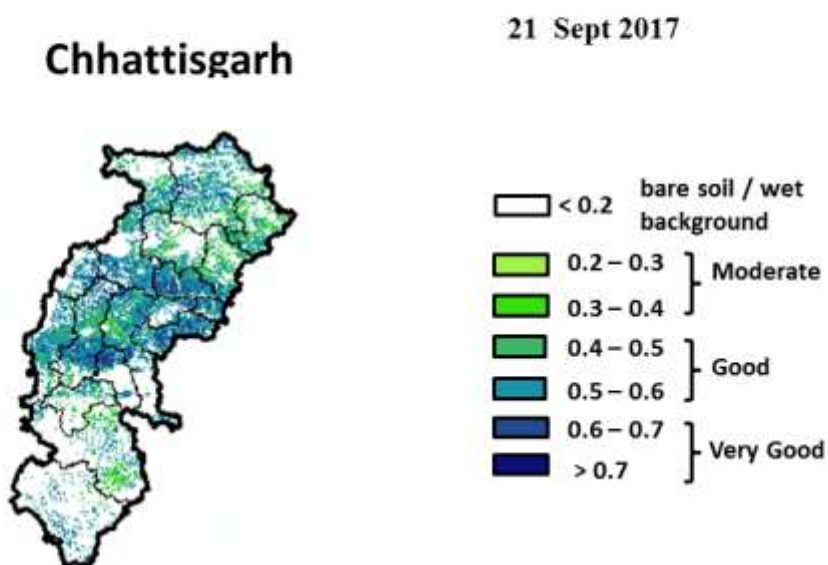 21 Sept 2017
Chhattisgarh
< 0.2 bare soil / wet
background
0.2 – 0.3
Moderate
0.3 – 0.4
0.4 – 0.5
Good
0.5 – 0.6
0.6 – 0.7
Very Good
> 0.7